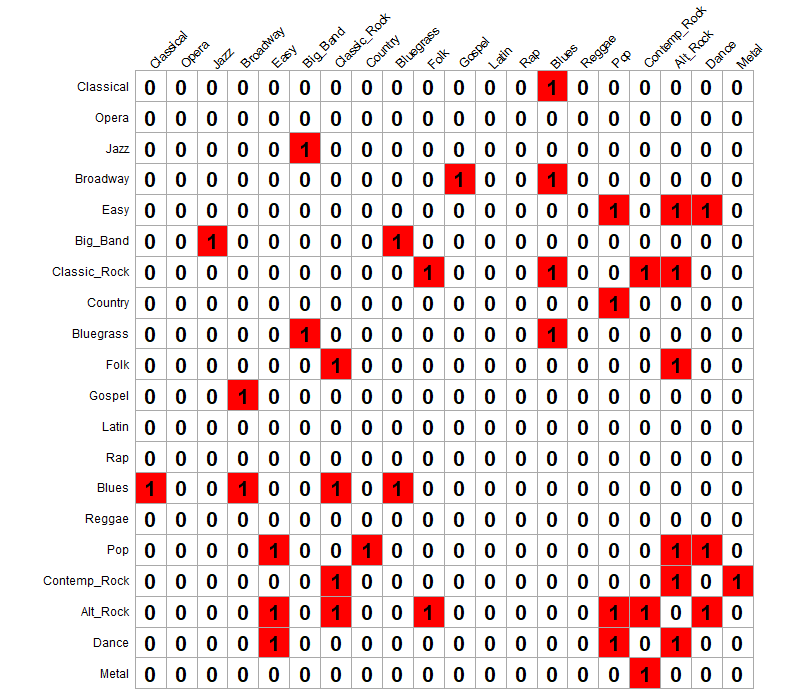 Classical Opera Jazz Broadway Easy Big_Band Classic_Rock Country Bluegrass Folk Gospel Latin Rap Blues Reggae Pop Contemp_Rock Alt_Rock Dance Metal
Classical 0 0 0 0 0 0 0 0 0 0 0 0 0 1 0 0 0 0 0 0
Opera 0 0 0 0 0 0 0 0 0 0 0 0 0 0 0 0 0 0 0 0
Jazz 0 0 0 0 0 1 0 0 0 0 0 0 0 0 0 0 0 0 0 0
Broadway 0 0 0 0 0 0 0 0 0 0 1 0 0 1 0 0 0 0 0 0
Easy 0 0 0 0 0 0 0 0 0 0 0 0 0 0 0 1 0 1 1 0
Big_Band 0 0 1 0 0 0 0 0 1 0 0 0 0 0 0 0 0 0 0 0
Classic_Rock 0 0 0 0 0 0 0 0 0 1 0 0 0 1 0 0 1 1 0 0
Country 0 0 0 0 0 0 0 0 0 0 0 0 0 0 0 1 0 0 0 0
Bluegrass 0 0 0 0 0 1 0 0 0 0 0 0 0 1 0 0 0 0 0 0
Folk 0 0 0 0 0 0 1 0 0 0 0 0 0 0 0 0 0 1 0 0
Gospel 0 0 0 1 0 0 0 0 0 0 0 0 0 0 0 0 0 0 0 0
Latin 0 0 0 0 0 0 0 0 0 0 0 0 0 0 0 0 0 0 0 0
Rap 0 0 0 0 0 0 0 0 0 0 0 0 0 0 0 0 0 0 0 0
Blues 1 0 0 1 0 0 1 0 1 0 0 0 0 0 0 0 0 0 0 0
Reggae 0 0 0 0 0 0 0 0 0 0 0 0 0 0 0 0 0 0 0 0
Pop 0 0 0 0 1 0 0 1 0 0 0 0 0 0 0 0 0 1 1 0
Contemp_Rock 0 0 0 0 0 0 1 0 0 0 0 0 0 0 0 0 0 1 0 1
Alt_Rock 0 0 0 0 1 0 1 0 0 1 0 0 0 0 0 1 1 0 1 0
Dance 0 0 0 0 1 0 0 0 0 0 0 0 0 0 0 1 0 1 0 0
Metal 0 0 0 0 0 0 0 0 0 0 0 0 0 0 0 0 1 0 0 0